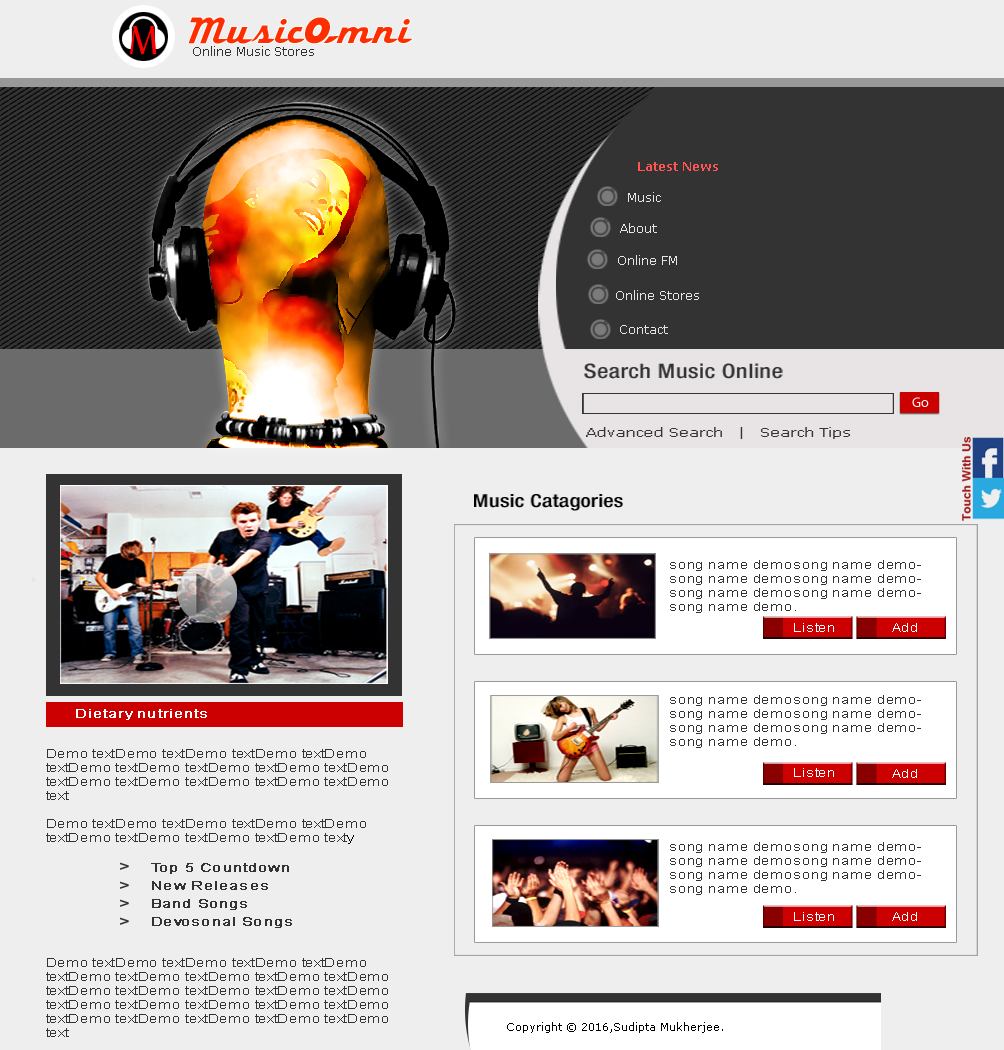 MusicOmni
Online Music Stores
Latest News
Music
About
Online FM
Online Stores
Contact
Search Music Online
Go
Advanced Search | Search Tips
Touch With Us
Dietary nutrients
Demo textDemo textDemo textDemo textDemo
textDemo textDemo textDemo textDemo textDemo
textDemo textDemo textDemo textDemo textDemo
text
Demo textDemo textDemo textDemo textDemo
textDemo textDemo textDemo textDemo texty
> Top 5 Countdown
> New Releases
> Band Songs
> Devosonal Songs
Demo textDemo textDemo textDemo textDemo
textDemo textDemo textDemo textDemo textDemo
textDemo textDemo textDemo textDemo textDemo
textDemo textDemo textDemo textDemo textDemo
textDemo textDemo textDemo textDemo textDemo
text
Music Catagories
song name demosong name demo-
song name demosong name demo-
song name demosong name demo-
song name demo.
Listen Add
song name demosong name demo-
song name demosong name demo-
song name demosong name demo-
song name demo.
Listen Add
song name demosong name demo-
song name demosong name demo-
song name demosong name demo-
song name demo.
Listen Add
Copyright © 2016,Sudipta Mukherjee.